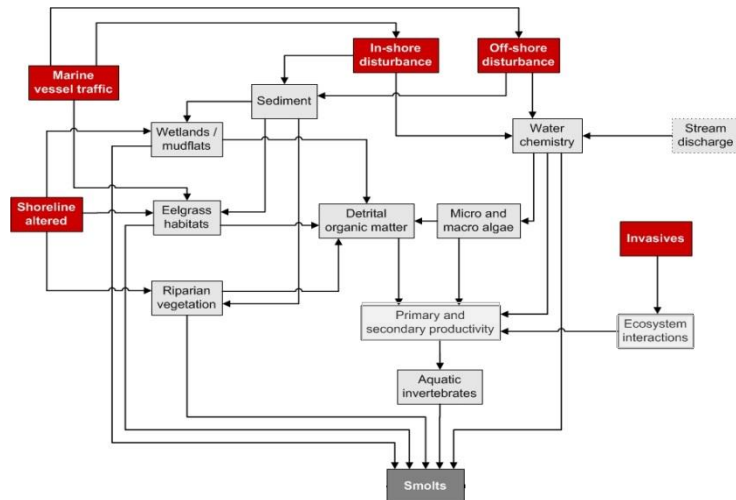 In-shore
disturbance
Off-shore
disturbance
Marine
vessel traffic
Sediment
Wetlands /
mudflats
Water
chemistry
Stream
discharge
Shoreline
altered
Eelgrass
habitats
Detrital
organic matter
Micro and
macro algae
Invasives
Riparian
vegetation
Primary and
secondary productivity
Ecosystem
interactions
Aquatic
invertebrates
Smolts